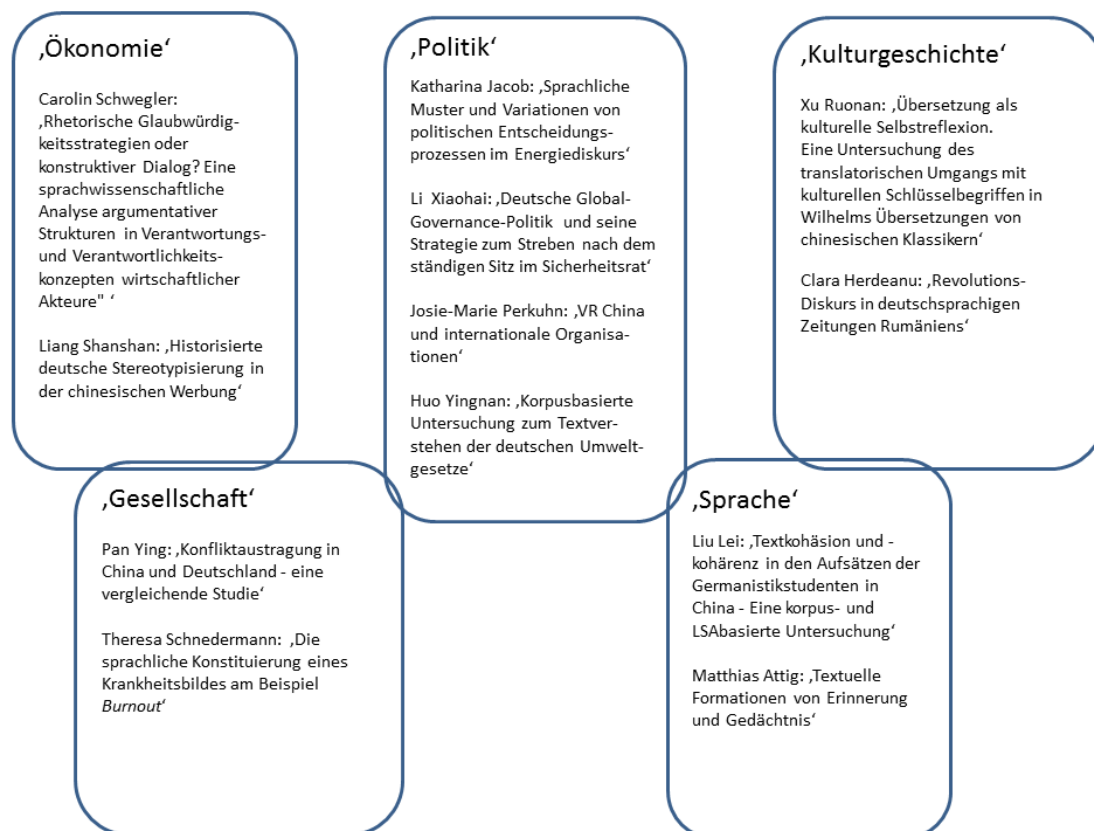 ‚Ökonomie‘
Carolin Schwegler:
‚Rhetorische Glaubwürdig-
keitsstrategien oder
konstruktiver Dialog? Eine
sprachwissenschaftliche
Analyse argumentativer
Strukturen in Verantwortungs-
und Verantwortlichkeits-
konzepten wirtschaftlicher
Akteure" ‘
Liang Shanshan: ‚Historisierte
deutsche Stereotypisierung in
der chinesischen Werbung‘
‚Politik‘
Katharina Jacob: ‚Sprachliche
Muster und Variationen von
politischen Entscheidungs-
prozessen im Energiediskurs‘
Li Xiaohai: ‚Deutsche Global-
Governance-Politik und seine
Strategie zum Streben nach dem
ständigen Sitz im Sicherheitsrat‘
Josie-Marie Perkuhn: ‚VR China
und internationale Organisa-
tionen‘
Huo Yingnan: ‚Korpusbasierte
Untersuchung zum Textver-
stehen der deutschen Umwelt-
gesetze‘
‚Kulturgeschichte‘
Xu Ruonan: ‚Übersetzung als
kulturelle Selbstreflexion.
Eine Untersuchung des
translatorischen Umgangs mit
kulturellen Schlüsselbegriffen in
Wilhelms Übersetzungen von
chinesischen Klassikern‘
Clara Herdeanu: ‚Revolutions-
Diskurs in deutschsprachigen
Zeitungen Rumäniens‘
‚Gesellschaft‘
Pan Ying: ‚Konfliktaustragung in
China und Deutschland - eine
vergleichende Studie‘
Theresa Schnedermann: ‚Die
sprachliche Konstituierung eines
Krankheitsbildes am Beispiel
Burnout‘
‚Sprache‘
Liu Lei: ‚Textkohäsion und -
kohärenz in den Aufsätzen der
Germanistikstudenten in
China - Eine korpus- und
LSAbasierte Untersuchung‘
Matthias Attig: ‚Textuelle
Formationen von Erinnerung
und Gedächtnis‘